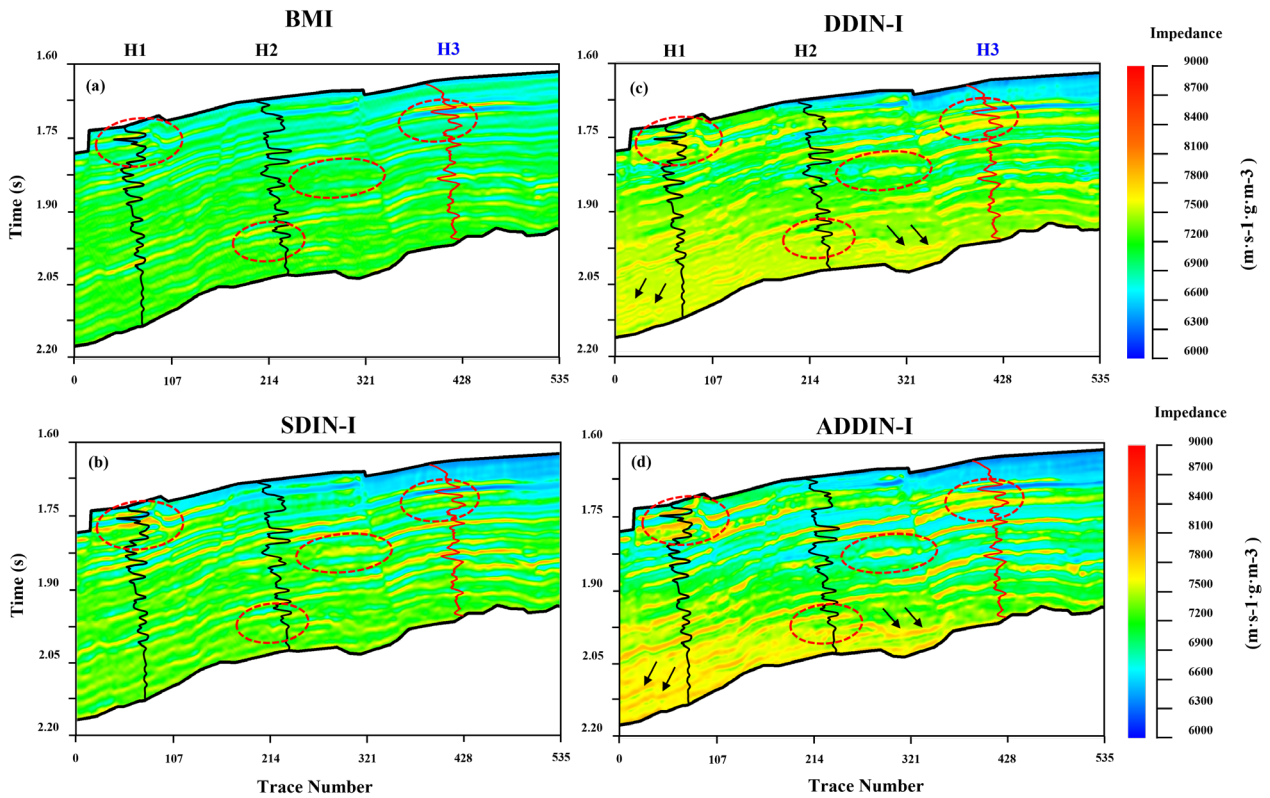 BMI
DDIN-I
H1 H2 H3
H1 H2 H3
Impedance
1.60
1.75
1.90
2.05
2.20
Time (s)
(a)
0 107 214 321 428 535
1.60
1.75
1.90
2.05
2.20
(c)
0 107 214 321 428 535
9000
8700
8400
8100
7800
7500
7200
6900
6600
6300
6000
(m·s-1·g·m-3)
SDIN-I
ADDIN-I
Impedance
1.60
1.75
1.90
2.05
2.20
Time (s)
(b)
0 107 214 321 428 535
Trace Number
1.60
1.75
1.90
2.05
2.20
(d)
0 107 214 321 428 535
Trace Number
9000
8700
8400
8100
7800
7500
7200
6900
6600
6300
6000
(m·s-1·g·m-3)